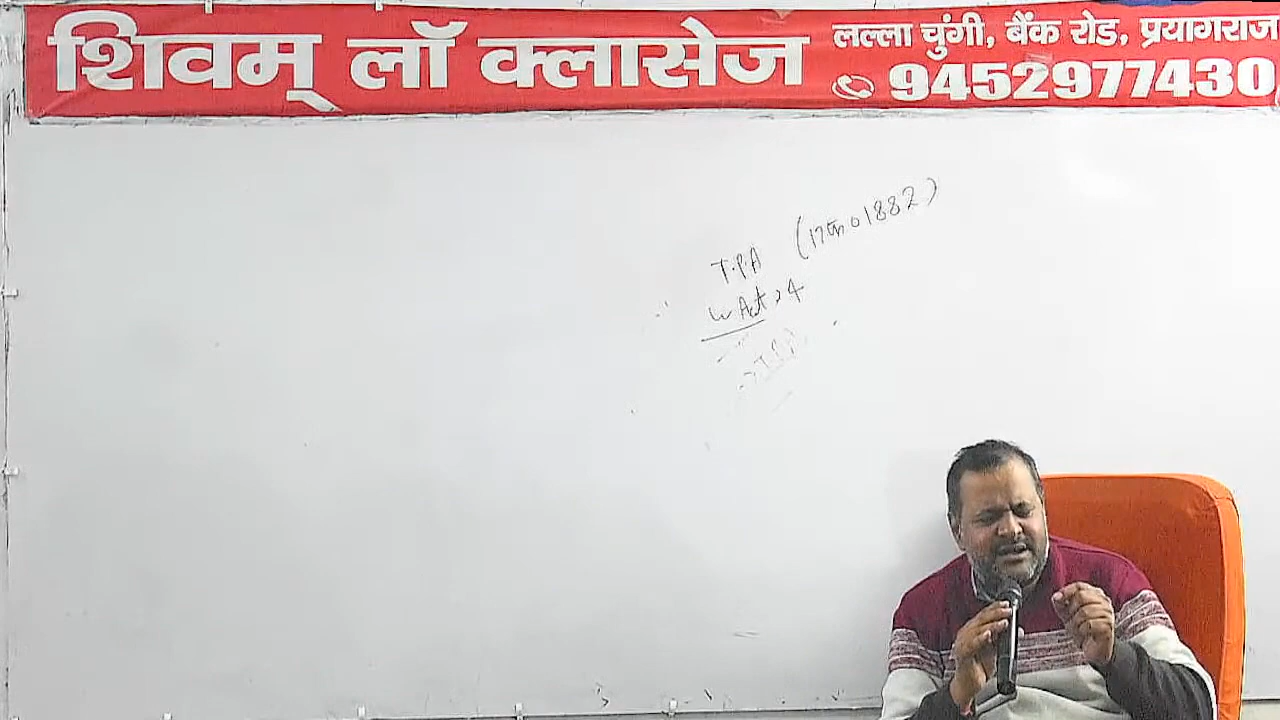 शिवम् लॉ क्लासेज
लल्ला चुंगी, बैंक रोड, प्रयागराज
9452977430
T.P.A
Act 4